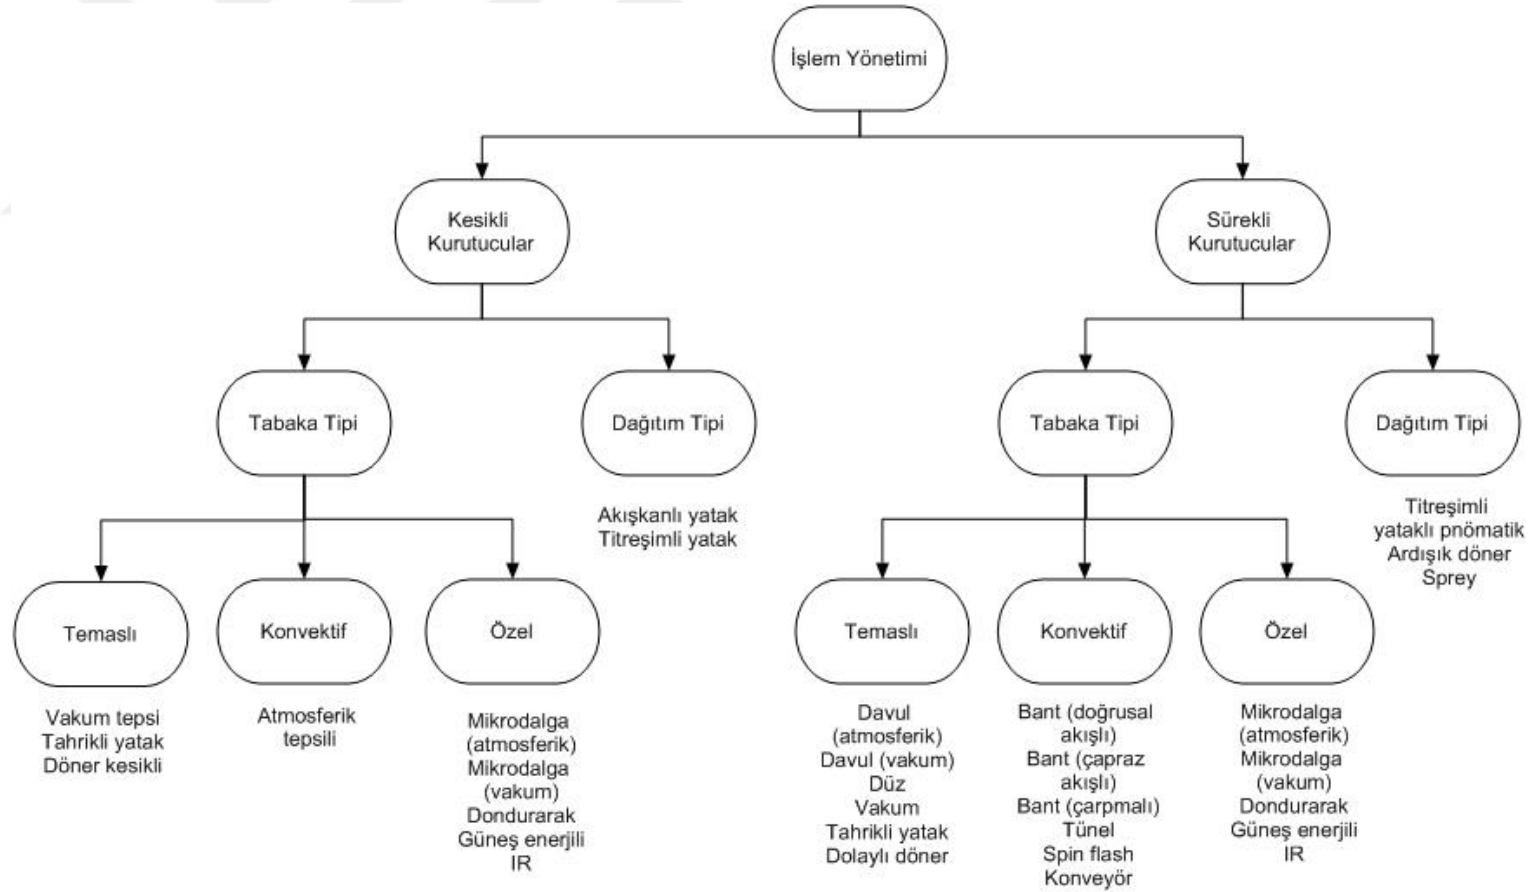 İşlem Yönetimi
Kesikli
Kurutucular
Sürekli
Kurutucular
Tabaka Tipi
Dağıtım Tipi
Tabaka Tipi
Dağıtım Tipi
Akışkanlı yatak
Titreşimli yatak
Titreşimli
yataklı pnömatik
Ardışık döner
Sprey
Temaslı
Konvektif
Özel
Temaslı
Konvektif
Özel
Vakum tepsi
Tahrikli yatak
Döner kesikli
Atmosferik
tepsili
Mikrodalga
(atmosferik)
Mikrodalga
(vakum)
Dondurarak
Güneş enerjili
IR
Davul
(atmosferik)
Davul (vakum)
Düz
Vakum
Tahrikli yatak
Dolaylı döner
Bant (doğrusal
akışlı)
Bant (çapraz
akışlı)
Bant (çarpmalı)
Tünel
Spin flash
Konveyör
Mikrodalga
(atmosferik)
Mikrodalga
(vakum)
Dondurarak
Güneş enerjili
IR